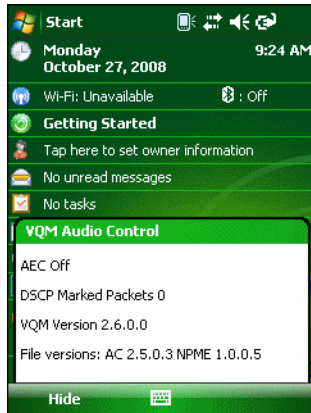 Start
Monday 9:24 AM
October 27, 2008
Wi-Fi: Unavailable : Off
Getting Started
Tap here to set owner information
No unread messages
No tasks
VQM Audio Control
AEC Off
DSCP Marked Packets 0
VQM Version 2.6.0.0
File versions: AC 2.5.0.3 NPME 1.0.0.5
Hide